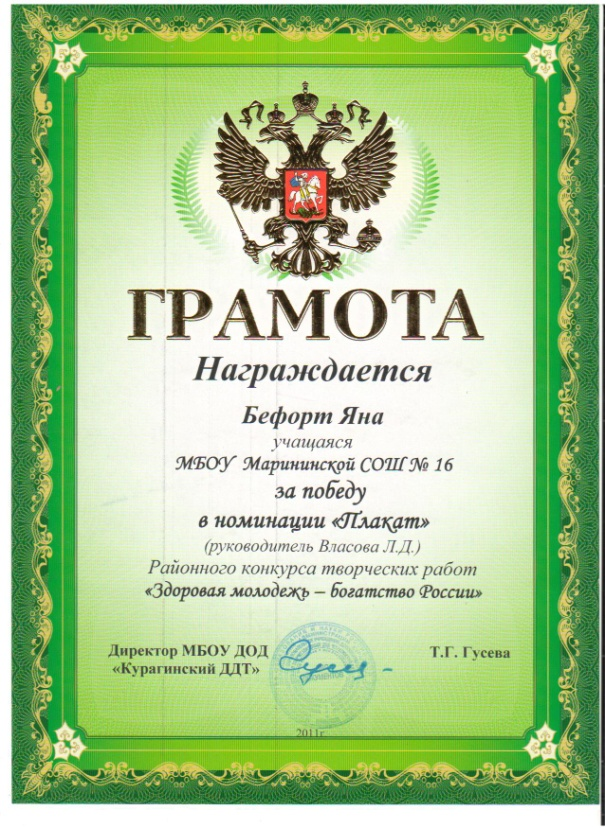 ГРАМОТА
Награждается
Бефорт Яна
учащаяся
МБОУ Марининской СОШ № 16
за победу
в номинации «Плакат»
(руководитель Власова Л.Д.)
Районного конкурса творческих работ
«Здоровая молодежь – богатство России»
Директор МБОУ ДОД
«Курагинский ДДТ»
Т.Г. Гусева
2011г